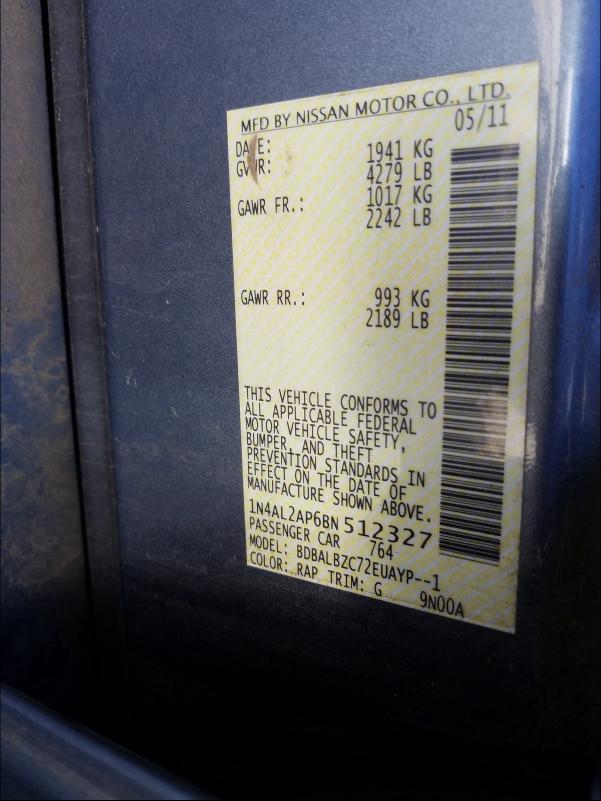 MFD BY NISSAN MOTOR CO., LTD.
DATE: 05/11
GVWR: 1941 KG
4279 LB
GAWR FR.: 1017 KG
2242 LB
GAWR RR.: 993 KG
2189 LB
THIS VEHICLE CONFORMS TO
ALL APPLICABLE FEDERAL
MOTOR VEHICLE SAFETY,
BUMPER, AND THEFT
PREVENTION STANDARDS IN
EFFECT ON THE DATE OF
MANUFACTURE SHOWN ABOVE.
1N4AL2AP6BN512327
PASSENGER CAR 764
MODEL: BDBALBZC72EUAYP--1
COLOR: RAP TRIM: G 9N00A